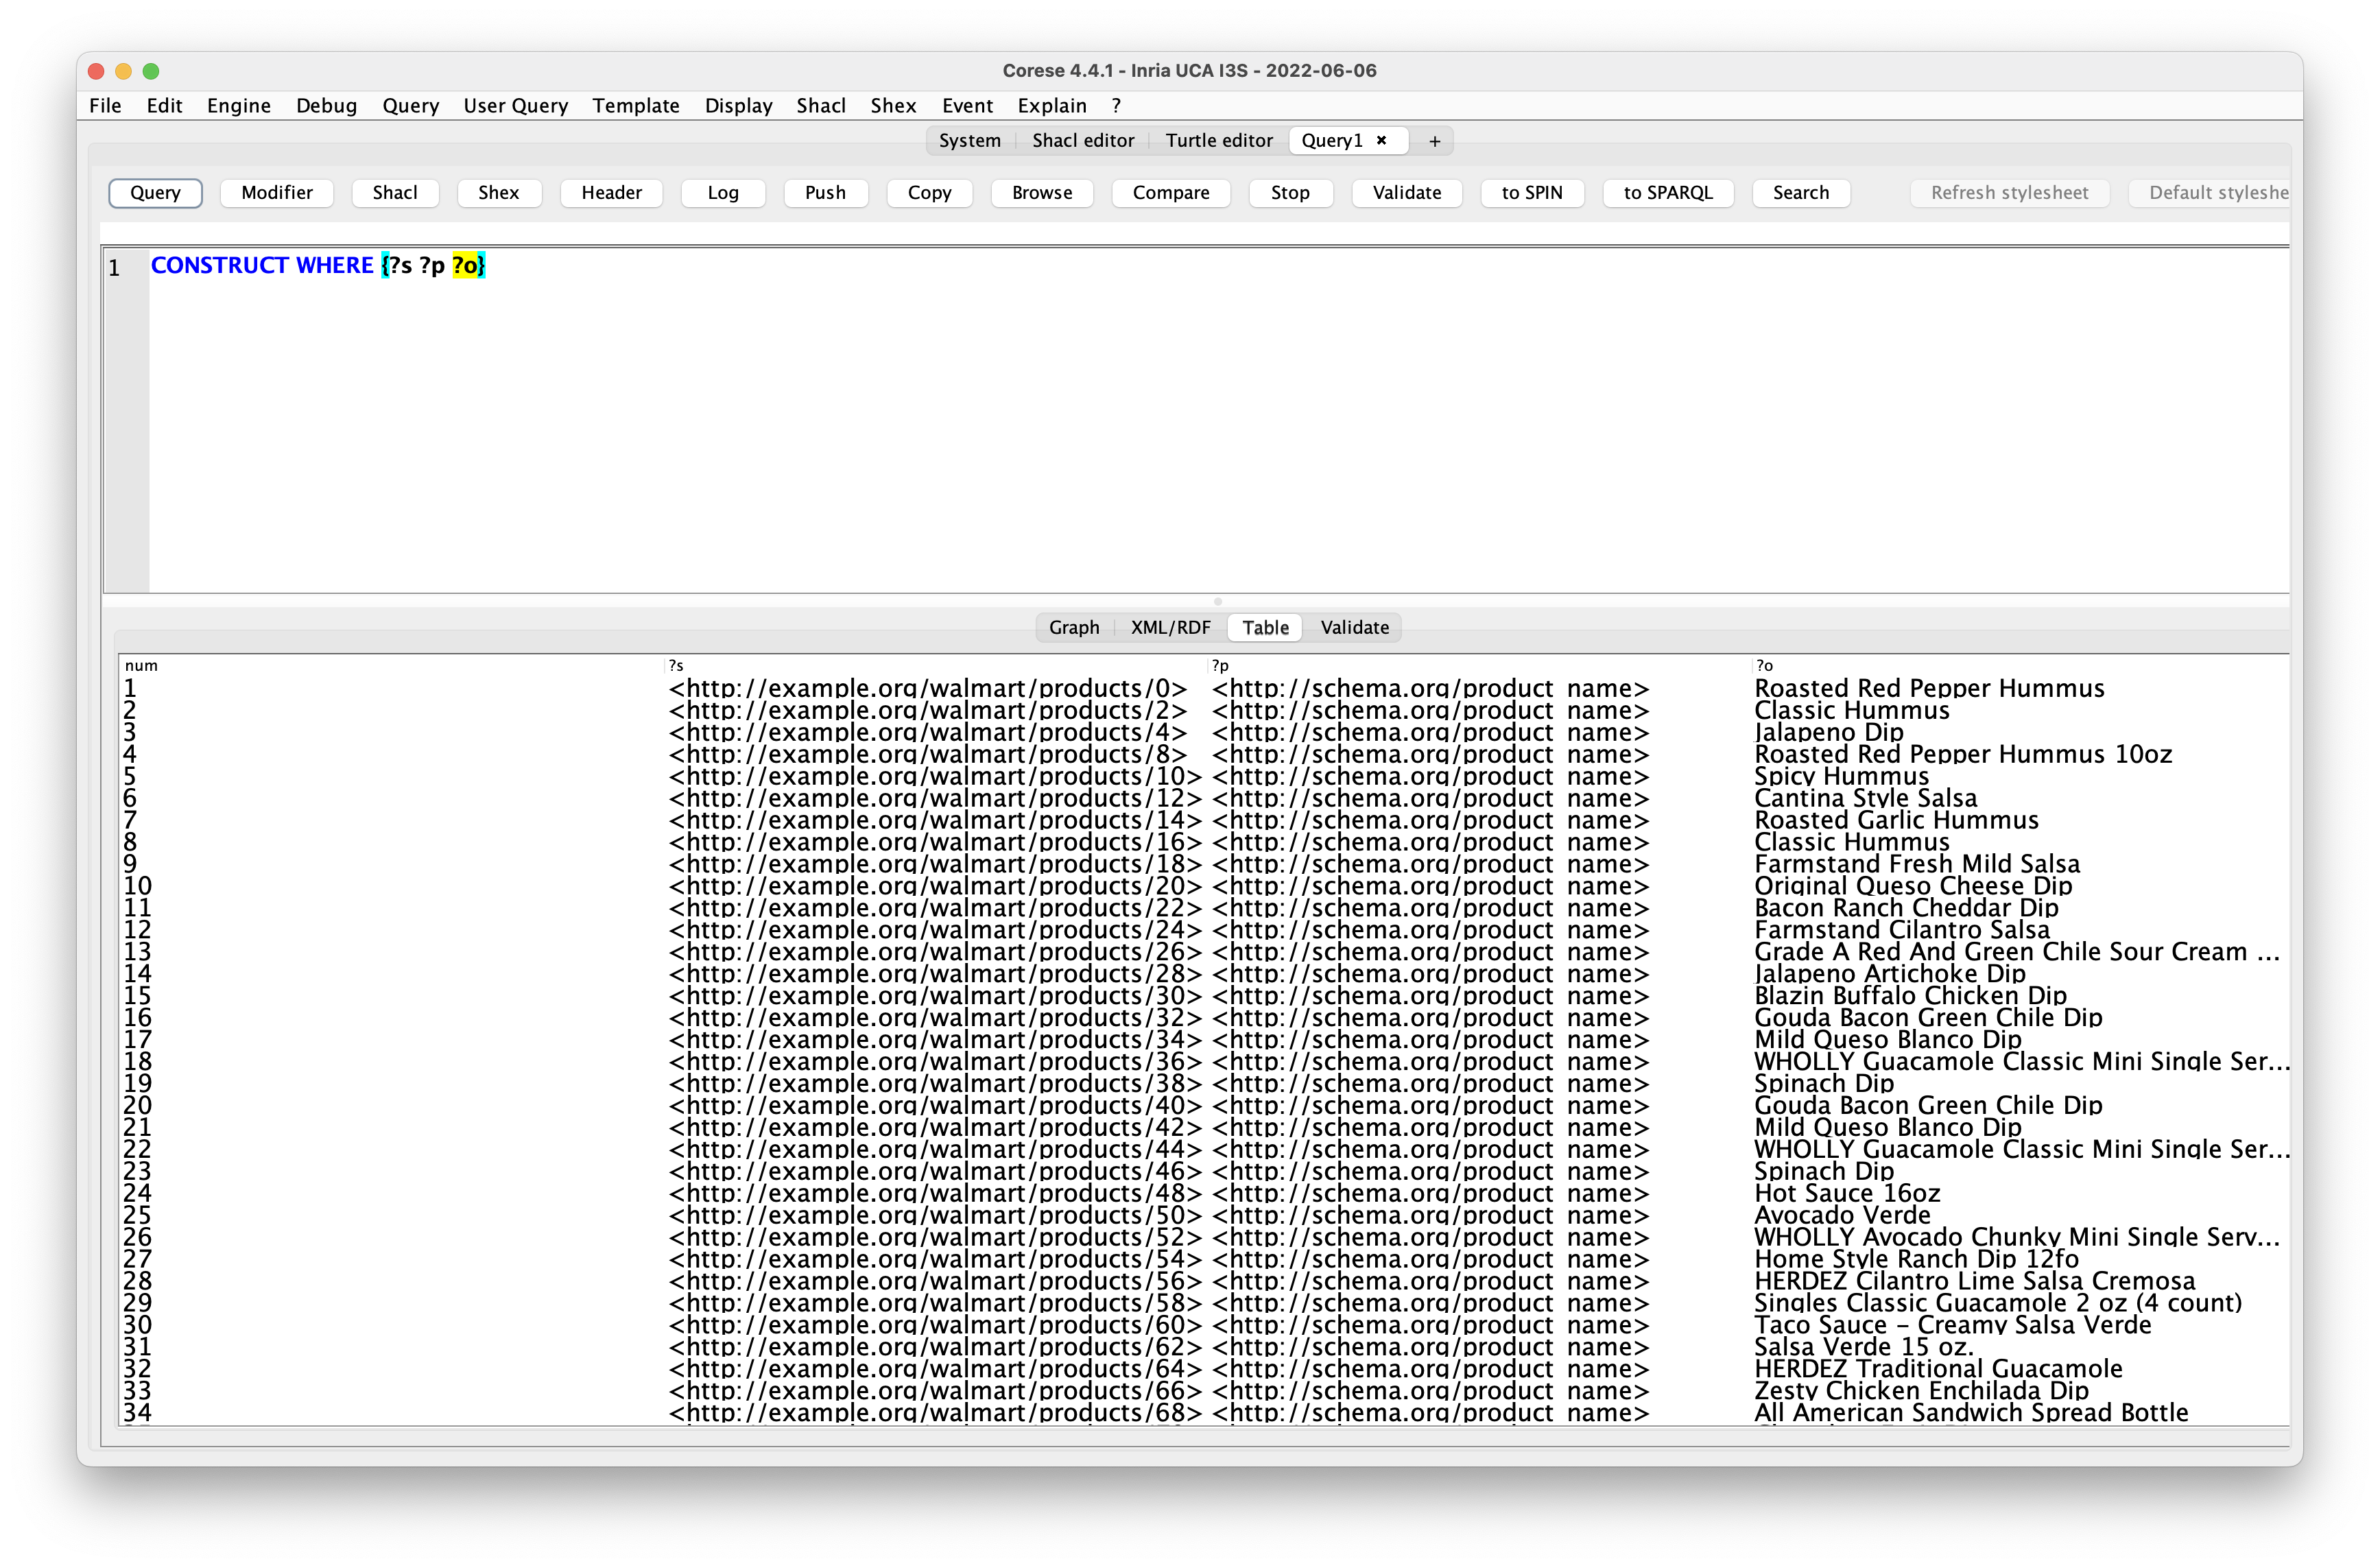 Corese 4.4.1 - Inria UCA I3S - 2022-06-06
File Edit Engine Debug Query User Query Template Display Shacl Shex Event Explain ?
System Shacl editor Turtle editor Query1 ✖ +
Query Modifier Shacl Shex Header Log Push Copy Browse Compare Stop Validate to SPIN to SPARQL Search Refresh stylesheet Default styleshe
1 CONSTRUCT WHERE {?s ?p ?o}
Graph XML/RDF Table Validate
num ?s ?p ?o
1 <http://example.org/walmart/products/0> <http://schema.org/product_name> Roasted Red Pepper Hummus
2 <http://example.org/walmart/products/2> <http://schema.org/product_name> Classic Hummus
3 <http://example.org/walmart/products/4> <http://schema.org/product_name> Jalapeno Dip
4 <http://example.org/walmart/products/8> <http://schema.org/product_name> Roasted Red Pepper Hummus 10oz
5 <http://example.org/walmart/products/10> <http://schema.org/product_name> Spicy Hummus
6 <http://example.org/walmart/products/12> <http://schema.org/product_name> Cantina Style Salsa
7 <http://example.org/walmart/products/14> <http://schema.org/product_name> Roasted Garlic Hummus
8 <http://example.org/walmart/products/16> <http://schema.org/product_name> Classic Hummus
9 <http://example.org/walmart/products/18> <http://schema.org/product_name> Farmstand Fresh Mild Salsa
10 <http://example.org/walmart/products/20> <http://schema.org/product_name> Original Queso Cheese Dip
11 <http://example.org/walmart/products/22> <http://schema.org/product_name> Bacon Ranch Cheddar Dip
12 <http://example.org/walmart/products/24> <http://schema.org/product_name> Farmstand Cilantro Salsa
13 <http://example.org/walmart/products/26> <http://schema.org/product_name> Grade A Red And Green Chile Sour Cream ...
14 <http://example.org/walmart/products/28> <http://schema.org/product_name> Jalapeno Artichoke Dip
15 <http://example.org/walmart/products/30> <http://schema.org/product_name> Blazin Buffalo Chicken Dip
16 <http://example.org/walmart/products/32> <http://schema.org/product_name> Gouda Bacon Green Chile Dip
17 <http://example.org/walmart/products/34> <http://schema.org/product_name> Mild Queso Blanco Dip
18 <http://example.org/walmart/products/36> <http://schema.org/product_name> WHOLLY Guacamole Classic Mini Single Ser...
19 <http://example.org/walmart/products/38> <http://schema.org/product_name> Spinach Dip
20 <http://example.org/walmart/products/40> <http://schema.org/product_name> Gouda Bacon Green Chile Dip
21 <http://example.org/walmart/products/42> <http://schema.org/product_name> Mild Queso Blanco Dip
22 <http://example.org/walmart/products/44> <http://schema.org/product_name> WHOLLY Guacamole Classic Mini Single Ser...
23 <http://example.org/walmart/products/46> <http://schema.org/product_name> Spinach Dip
24 <http://example.org/walmart/products/48> <http://schema.org/product_name> Hot Sauce 16oz
25 <http://example.org/walmart/products/50> <http://schema.org/product_name> Avocado Verde
26 <http://example.org/walmart/products/52> <http://schema.org/product_name> WHOLLY Avocado Chunky Mini Single Serv...
27 <http://example.org/walmart/products/54> <http://schema.org/product_name> Home Style Ranch Dip 12fo
28 <http://example.org/walmart/products/56> <http://schema.org/product_name> HERDEZ Cilantro Lime Salsa Cremosa
29 <http://example.org/walmart/products/58> <http://schema.org/product_name> Singles Classic Guacamole 2 oz (4 count)
30 <http://example.org/walmart/products/60> <http://schema.org/product_name> Taco Sauce - Creamy Salsa Verde
31 <http://example.org/walmart/products/62> <http://schema.org/product_name> Salsa Verde 15 oz.
32 <http://example.org/walmart/products/64> <http://schema.org/product_name> HERDEZ Traditional Guacamole
33 <http://example.org/walmart/products/66> <http://schema.org/product_name> Zesty Chicken Enchilada Dip
34 <http://example.org/walmart/products/68> <http://schema.org/product_name> All American Sandwich Spread Bottle